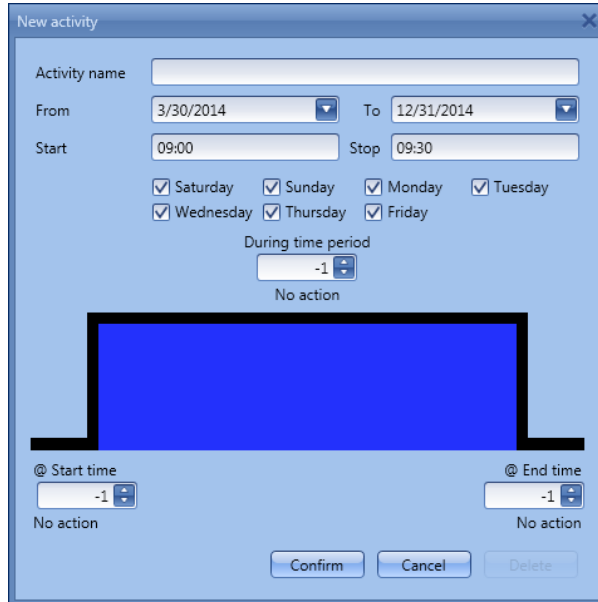 New activity
Activity name
From 3/30/2014 To 12/31/2014
Start 09:00 Stop 09:30
Saturday Sunday Monday Tuesday
Wednesday Thursday Friday
During time period
-1
No action
@ Start time @ End time
-1 -1
No action No action
Confirm Cancel Delete